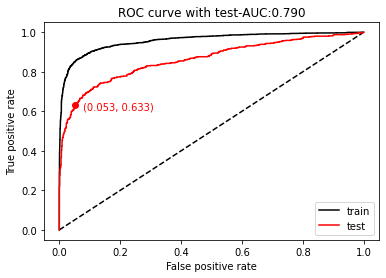 ROC curve with test-AUC:0.790
True positive rate
1.0
0.8
0.6
0.4
0.2
0.0
(0.053, 0.633)
train
test
0.0 0.2 0.4 0.6 0.8 1.0
False positive rate